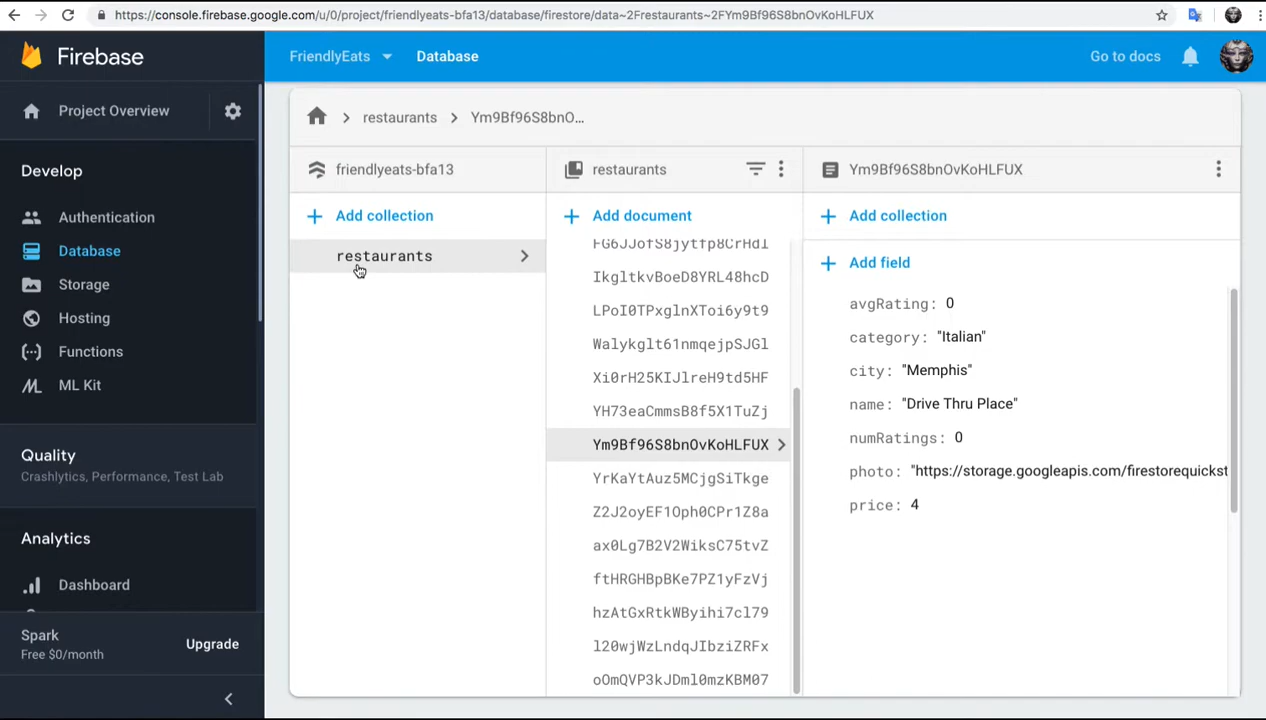 https://console.firebase.google.com/u/0/project/friendlyeats-bfa13/database/firestore/data~2Frestaurants~2FYm9Bf96S8bnOvKoHLFUX
Firebase
FriendlyEats
Database
Go to docs
Project Overview
Develop
Authentication
Database
Storage
Hosting
Functions
ML Kit
Quality
Crashlytics, Performance, Test Lab
Analytics
Dashboard
Spark
Free $0/month
Upgrade
restaurants
Ym9Bf96S8bnO...
friendlyeats-bfa13
Add collection
restaurants
restaurants
Add document
FG6JJofS8jytfp8CrHdI
IkgltkvBoeD8YRL48hcD
LPoI0TPxglnXToi6y9t9
Walykglt61nmqejpSJGl
Xi0rH25KIJlreH9td5HF
YH73eaCmmsB8f5X1TuZj
Ym9Bf96S8bnOvKoHLFUX
YrKaYtAuz5MCjgSiTkge
Z2J2oyEF1Oph0CPr1Z8a
ax0Lg7B2V2WiksC75tvZ
ftHRGHBpBKe7PZ1yFzVj
hzAtGxRtkWByihi7cl79
l20wjWzLndqJIbziZRFx
oOmQVP3kJDml0mzKBM07
Ym9Bf96S8bnOvKoHLFUX
Add collection
Add field
avgRating: 0
category: "Italian"
city: "Memphis"
name: "Drive Thru Place"
numRatings: 0
photo: "https://storage.googleapis.com/firestorequickst
price: 4